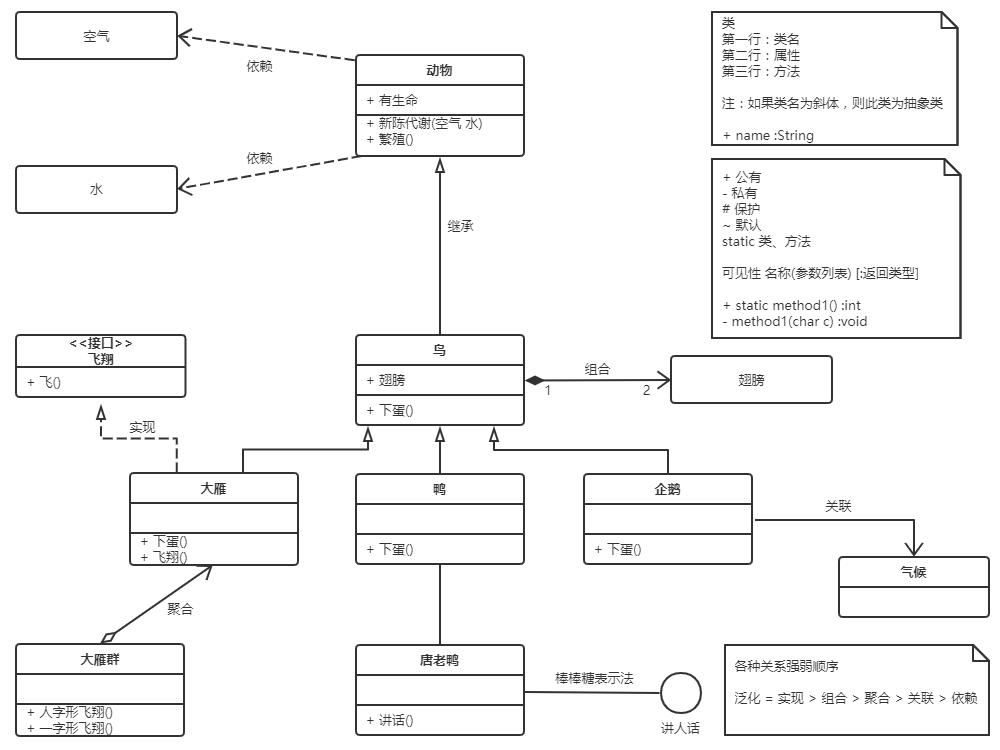 空气
依赖
动物
+ 有生命
+ 新陈代谢(空气 水)
+ 繁殖()
依赖
水
继承
类
第一行：类名
第二行：属性
第三行：方法
注：如果类名为斜体，则此类为抽象类
+ name :String
+ 公有
- 私有
# 保护
~ 默认
static 类、方法
可见性 名称(参数列表) [:返回类型]
+ static method1() :int
- method1(char c) :void
<<接口>>
飞翔
+ 飞()
实现
鸟
+ 翅膀
+ 下蛋()
组合
1
2
翅膀
大雁
+ 下蛋()
+ 飞翔()
鸭
+ 下蛋()
企鹅
+ 下蛋()
关联
气候
聚合
大雁群
+ 人字形飞翔()
+ 一字形飞翔()
唐老鸭
+ 讲话()
棒棒糖表示法
讲人话
各种关系强弱顺序
泛化 = 实现 > 组合 > 聚合 > 关联 > 依赖